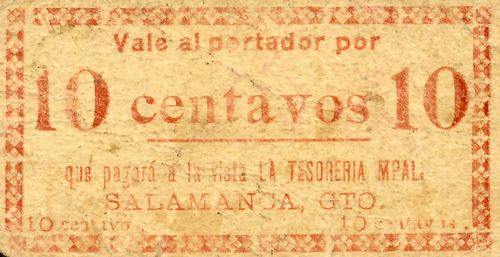 Vale al portador por
10 centavos 10
que pagará a la vista LA TESORERIA MPAL.
SALAMANCA, GTO.
10 centavos. 10 centavos.